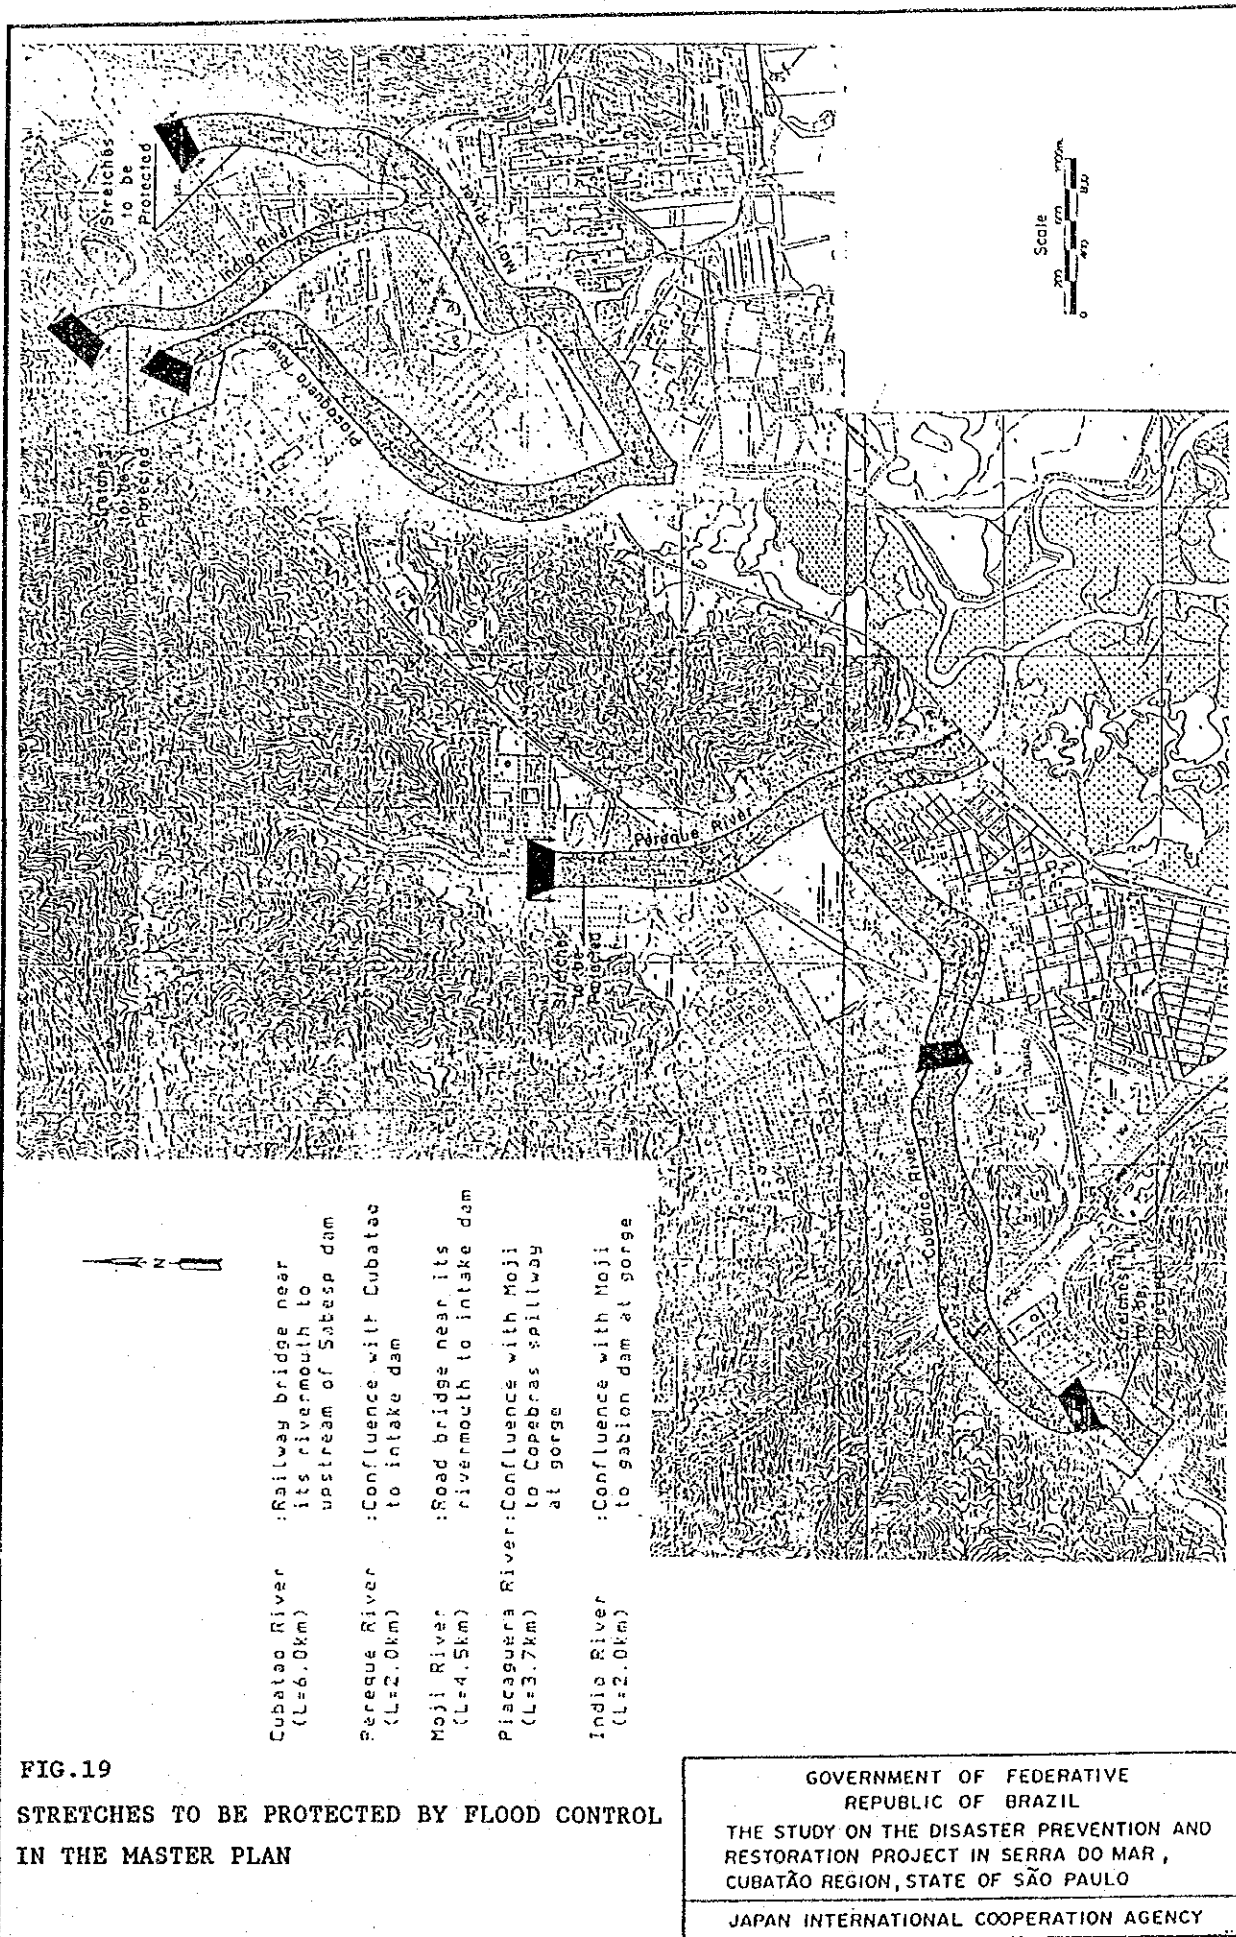 Stretches
to be
Protected
Indio River
Moji River
Piacaguera River
Stretches
to be
Protected
Scale
0 200 400 600 800 1000m
Pereque River
Stretches
to be
Protected
Cubatao River
Stretches
to be
Protected
N
Cubatao River :Railway bridge near
(L=6.0km) its rivermouth to
upstream of Sabesp dam
Pereque River :Confluence with Cubatao
(L=2.0km) to intake dam
Moji River :Road bridge near its
(L=4.5km) rivermouth to intake dam
Piacaguera River:Confluence with Moji
(L=3.7km) to Copebras spillway
at gorge
Indio River :Confluence with Moji
(L=2.0km) to gabion dam at gorge
FIG.19
STRETCHES TO BE PROTECTED BY FLOOD CONTROL
IN THE MASTER PLAN
GOVERNMENT OF FEDERATIVE
REPUBLIC OF BRAZIL
THE STUDY ON THE DISASTER PREVENTION AND
RESTORATION PROJECT IN SERRA DO MAR,
CUBATÃO REGION, STATE OF SÃO PAULO
JAPAN INTERNATIONAL COOPERATION AGENCY